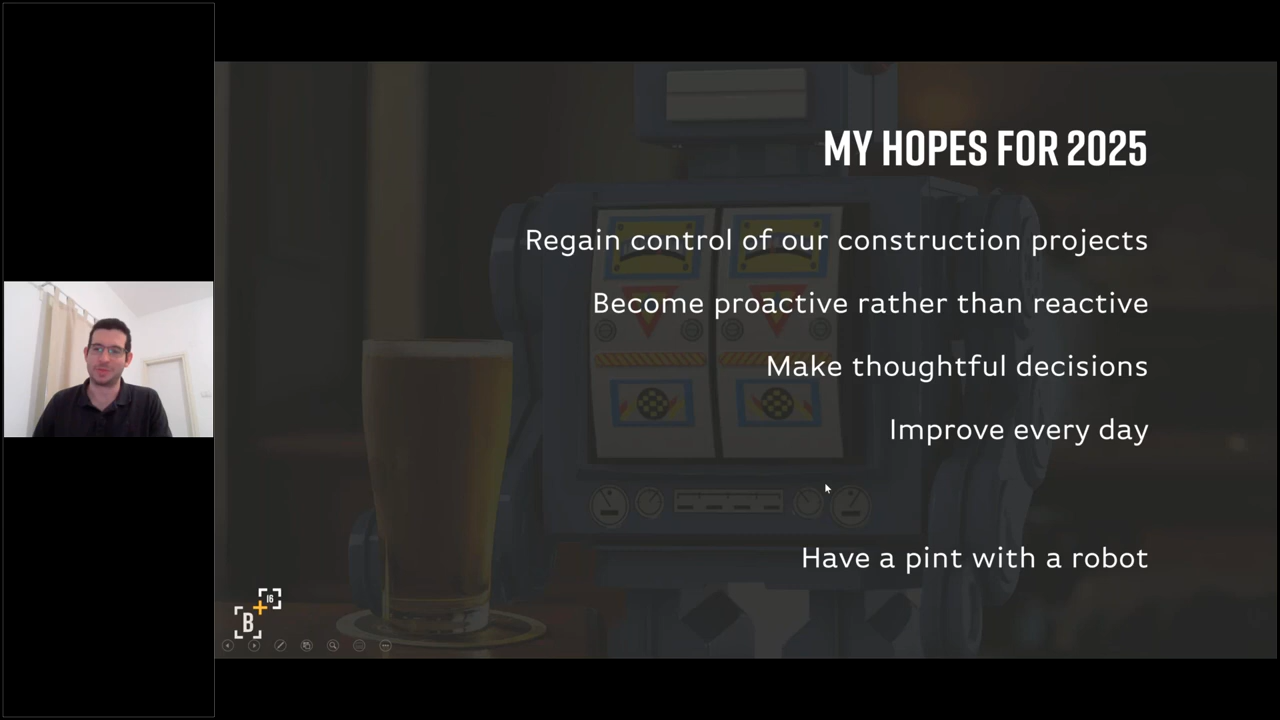 MY HOPES FOR 2025
Regain control of our construction projects
Become proactive rather than reactive
Make thoughtful decisions
Improve every day
Have a pint with a robot
16
B